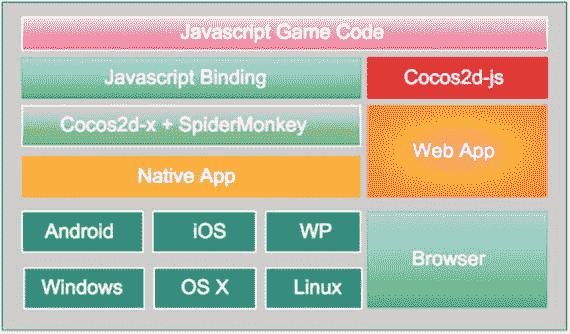 Javascript Game Code
Javascript Binding
Cocos2d-js
Cocos2d-x + SpiderMonkey
Web App
Native App
Android
iOS
WP
Browser
Windows
OS X
Linux